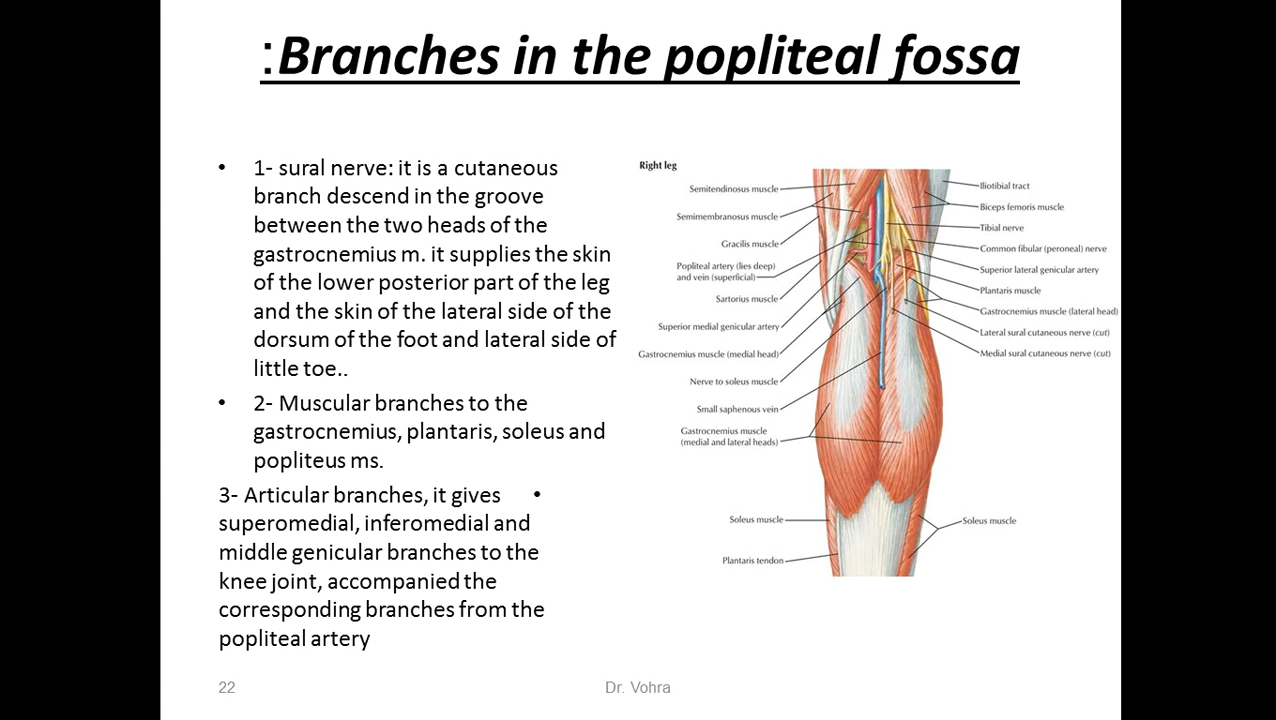 :Branches in the popliteal fossa
• 1- sural nerve: it is a cutaneous
branch descend in the groove
between the two heads of the
gastrocnemius m. it supplies the skin
of the lower posterior part of the leg
and the skin of the lateral side of the
dorsum of the foot and lateral side of
little toe..
• 2- Muscular branches to the
gastrocnemius, plantaris, soleus and
popliteus ms.
3- Articular branches, it gives •
superomedial, inferomedial and
middle genicular branches to the
knee joint, accompanied the
corresponding branches from the
popliteal artery
Right leg
Semitendinosus muscle
Semimembranosus muscle
Gracilis muscle
Popliteal artery (lies deep)
and vein (superficial)
Sartorius muscle
Superior medial genicular artery
Gastrocnemius muscle (medial head)
Nerve to soleus muscle
Small saphenous vein
Gastrocnemius muscle
(medial and lateral heads)
Soleus muscle
Plantaris tendon
Iliotibial tract
Biceps femoris muscle
Tibial nerve
Common fibular (peroneal) nerve
Superior lateral genicular artery
Plantaris muscle
Gastrocnemius muscle (lateral head)
Lateral sural cutaneous nerve (cut)
Medial sural cutaneous nerve (cut)
Soleus muscle
22
Dr. Vohra